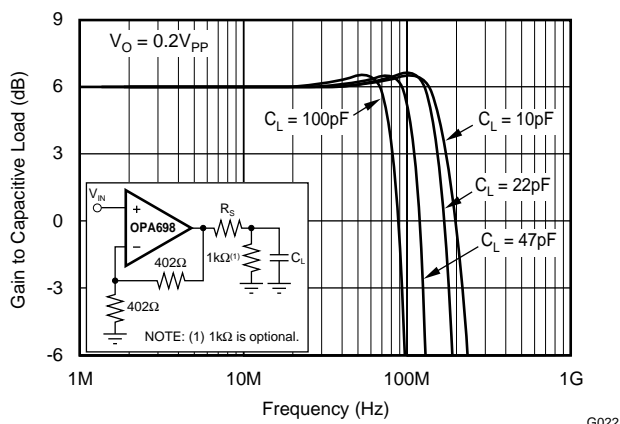 9
6
3
0
-3
-6
Gain to Capacitive Load (dB)
V_O = 0.2V_PP
C_L = 100pF
C_L = 10pF
C_L = 22pF
C_L = 47pF
V_IN
+
OPA698
−
R_S
402Ω
1kΩ(1)
C_L
402Ω
NOTE: (1) 1kΩ is optional.
1M
10M
100M
1G
Frequency (Hz)
G022